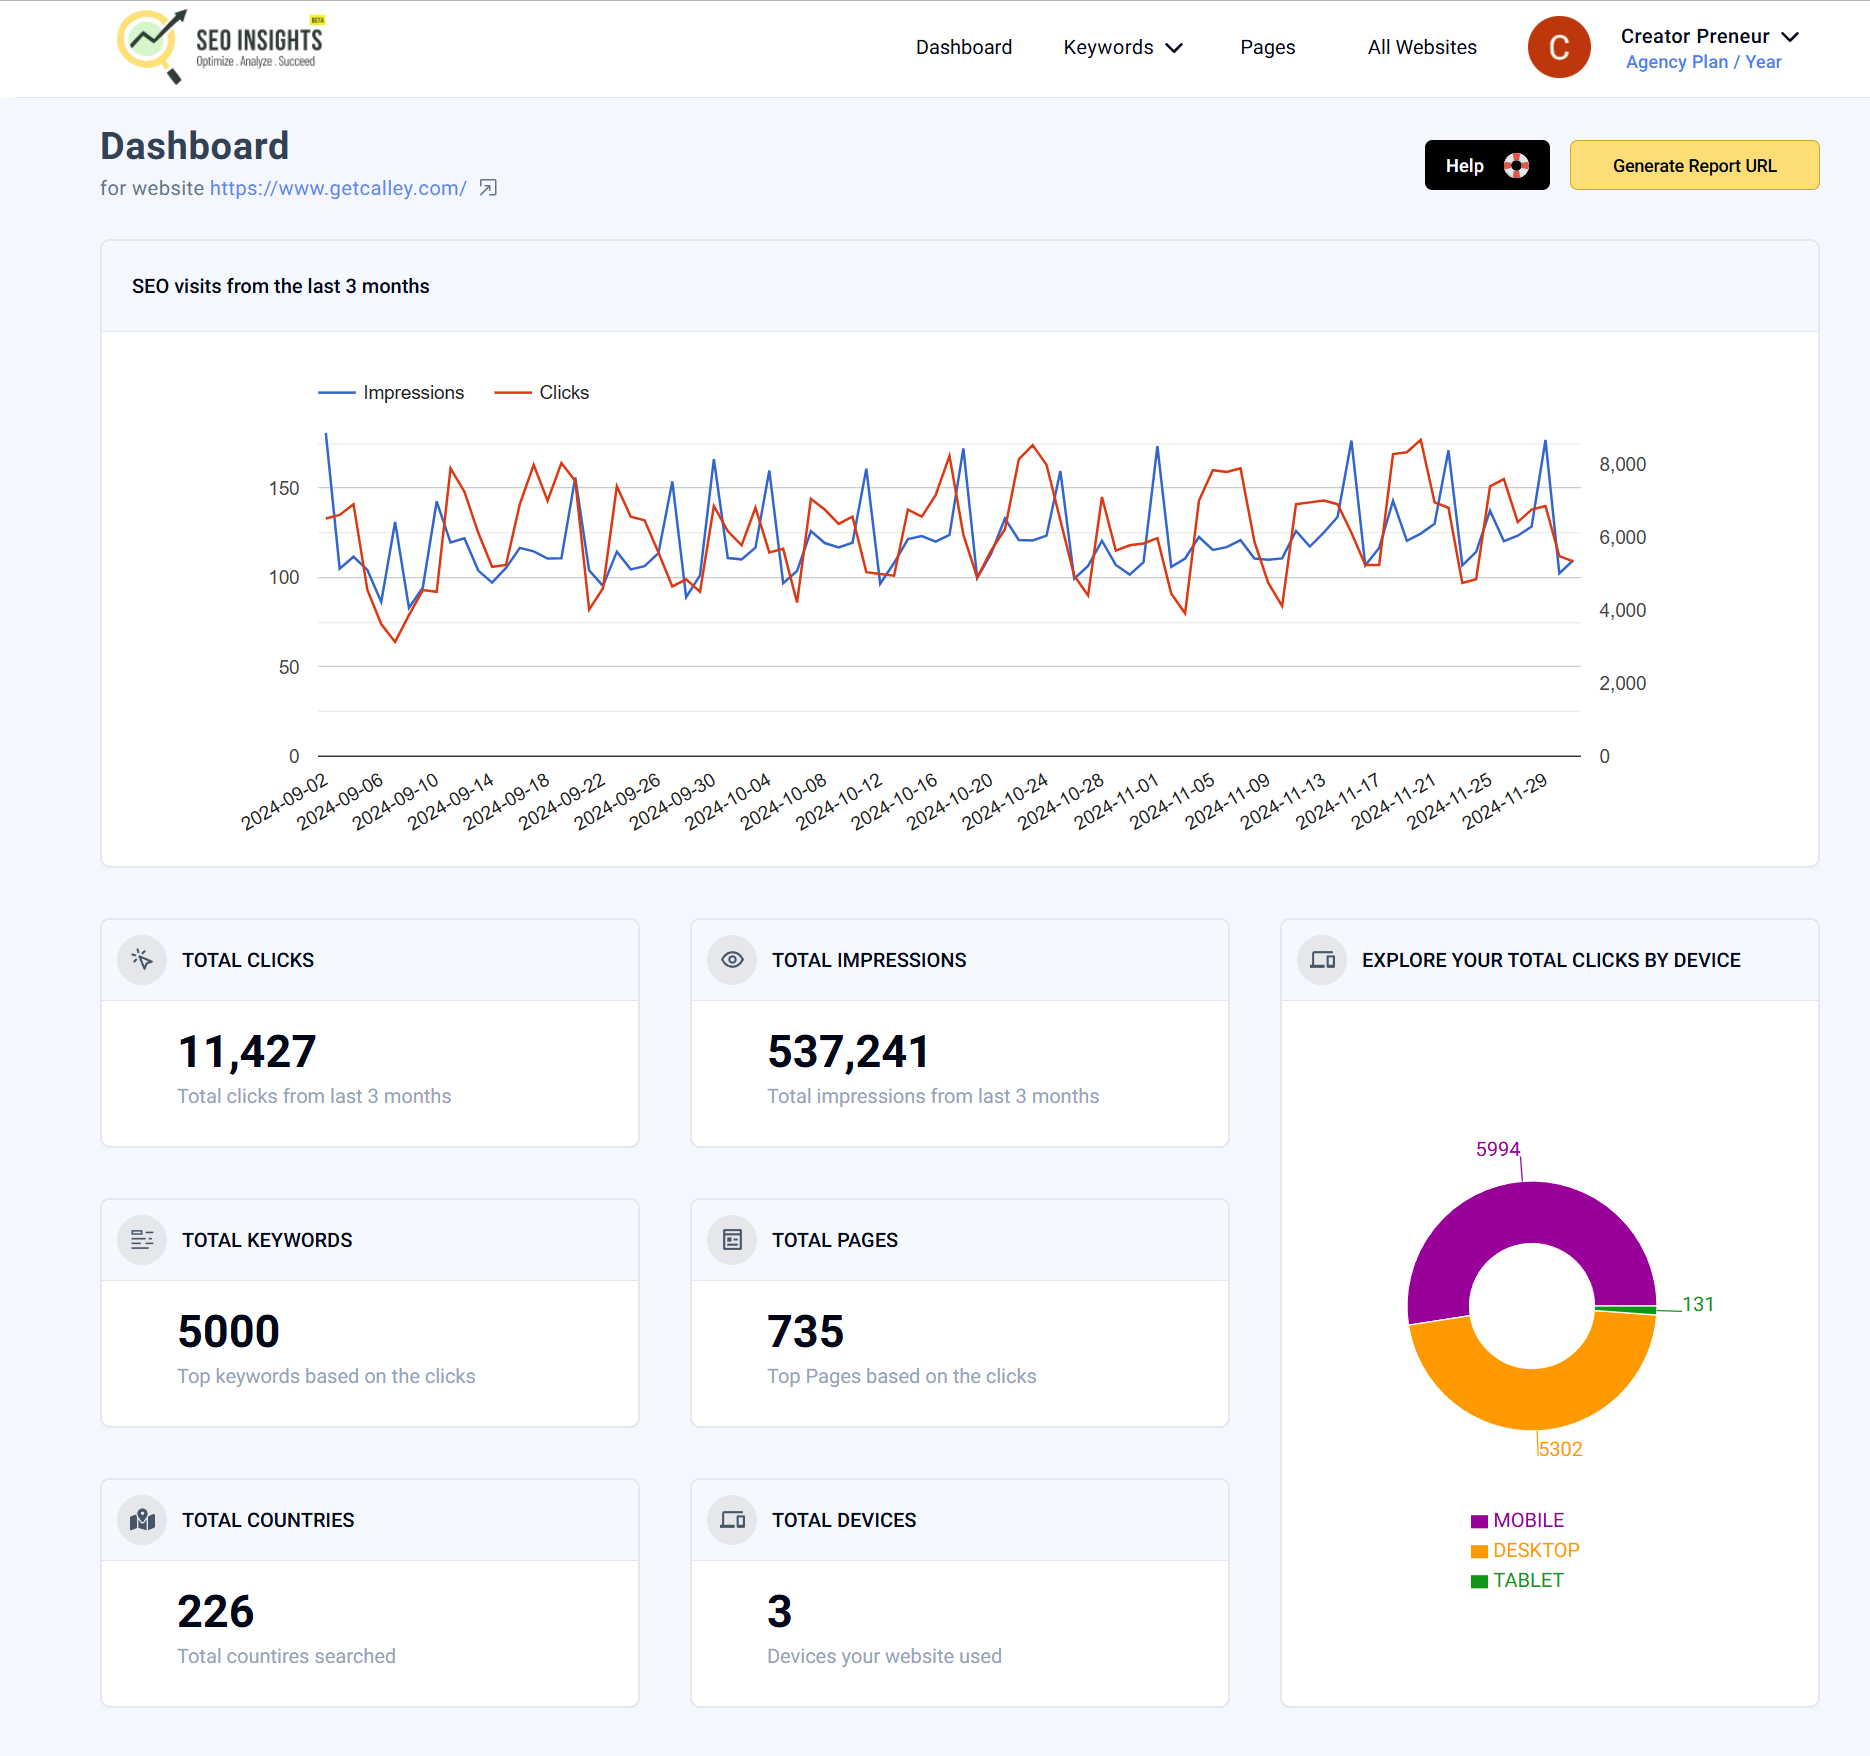 BETA
SEO INSIGHTS
Optimize . Analyze . Succeed
Dashboard Keywords Pages All Websites
C
Creator Preneur
Agency Plan / Year
Dashboard
for website https://www.getcalley.com/
Help
Generate Report URL
SEO visits from the last 3 months
Impressions Clicks
150
100
50
0
8,000
6,000
4,000
2,000
0
2024-09-02 2024-09-06 2024-09-10 2024-09-14 2024-09-18 2024-09-22 2024-09-26 2024-09-30 2024-10-04 2024-10-08 2024-10-12 2024-10-16 2024-10-20 2024-10-24 2024-10-28 2024-11-01 2024-11-05 2024-11-09 2024-11-13 2024-11-17 2024-11-21 2024-11-25 2024-11-29
TOTAL CLICKS
11,427
Total clicks from last 3 months
TOTAL IMPRESSIONS
537,241
Total impressions from last 3 months
EXPLORE YOUR TOTAL CLICKS BY DEVICE
5994
131
5302
MOBILE
DESKTOP
TABLET
TOTAL KEYWORDS
5000
Top keywords based on the clicks
TOTAL PAGES
735
Top Pages based on the clicks
TOTAL COUNTRIES
226
Total countires searched
TOTAL DEVICES
3
Devices your website used